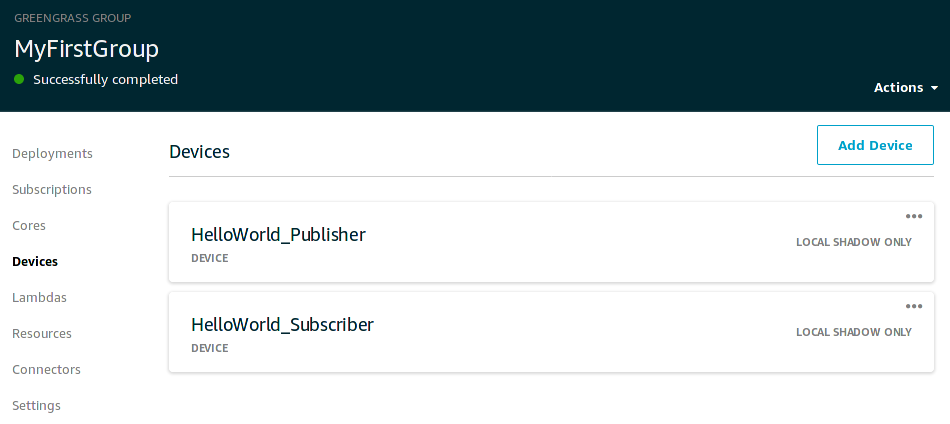 GREENGRASS GROUP
MyFirstGroup
Successfully completed
Actions
Deployments
Subscriptions
Cores
Devices
Lambdas
Resources
Connectors
Settings
Devices
Add Device
HelloWorld_Publisher
DEVICE
LOCAL SHADOW ONLY
HelloWorld_Subscriber
DEVICE
LOCAL SHADOW ONLY